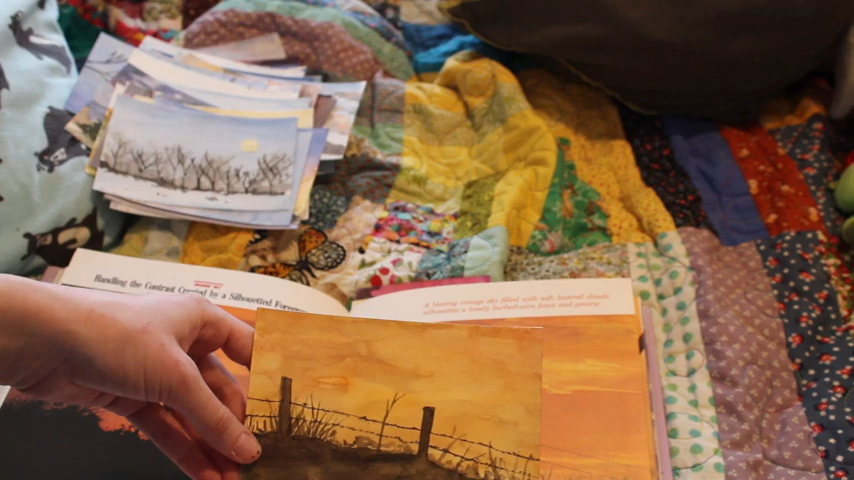 Handling the Contrast Created by a Silhouetted
A blazing orange sky filled with soft, layered clouds
silhouettes a lonely barbed-wire fence and prairie